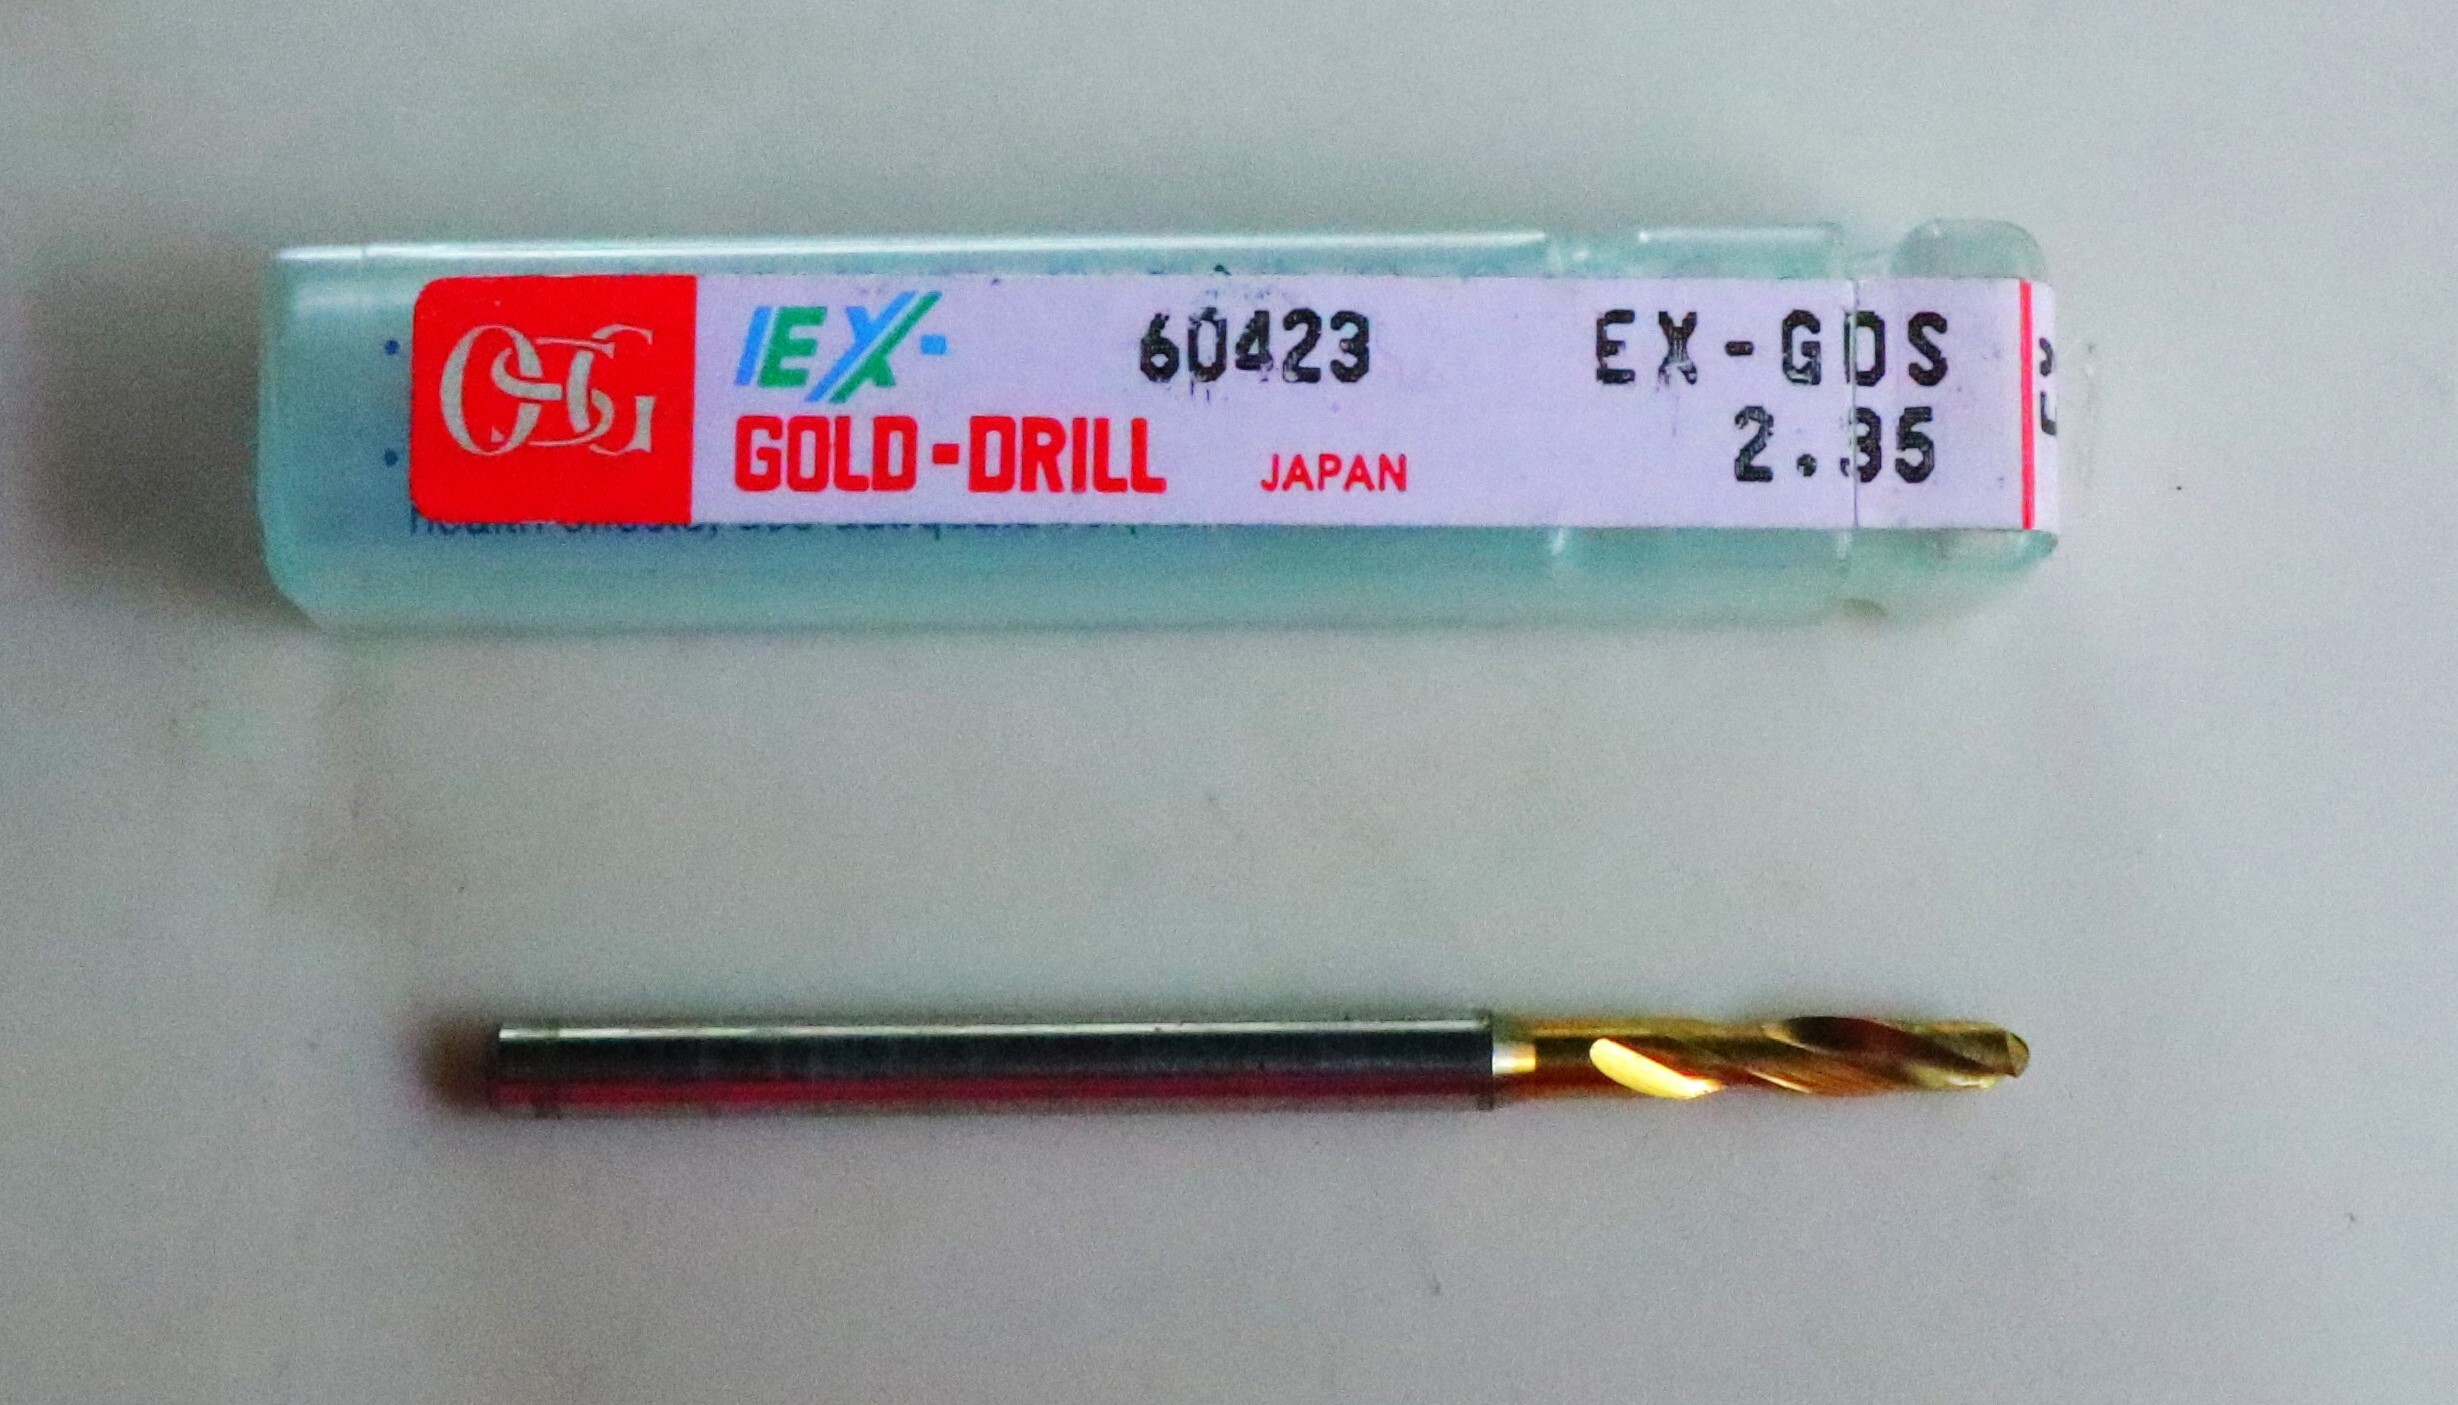 OSG EX- 60423 EX-GDS
GOLD-DRILL JAPAN 2.35